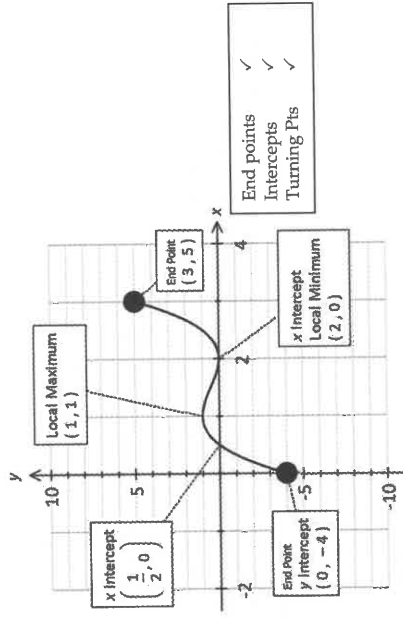 y
10
5
-5
-10
-2
2
4
x
Local Maximum
(1, 1)
x Intercept
(1/2, 0)
End Point
(3, 5)
End Point
y Intercept
(0, −4)
x Intercept
Local Minimum
(2, 0)
End points ✓
Intercepts ✓
Turning Pts ✓